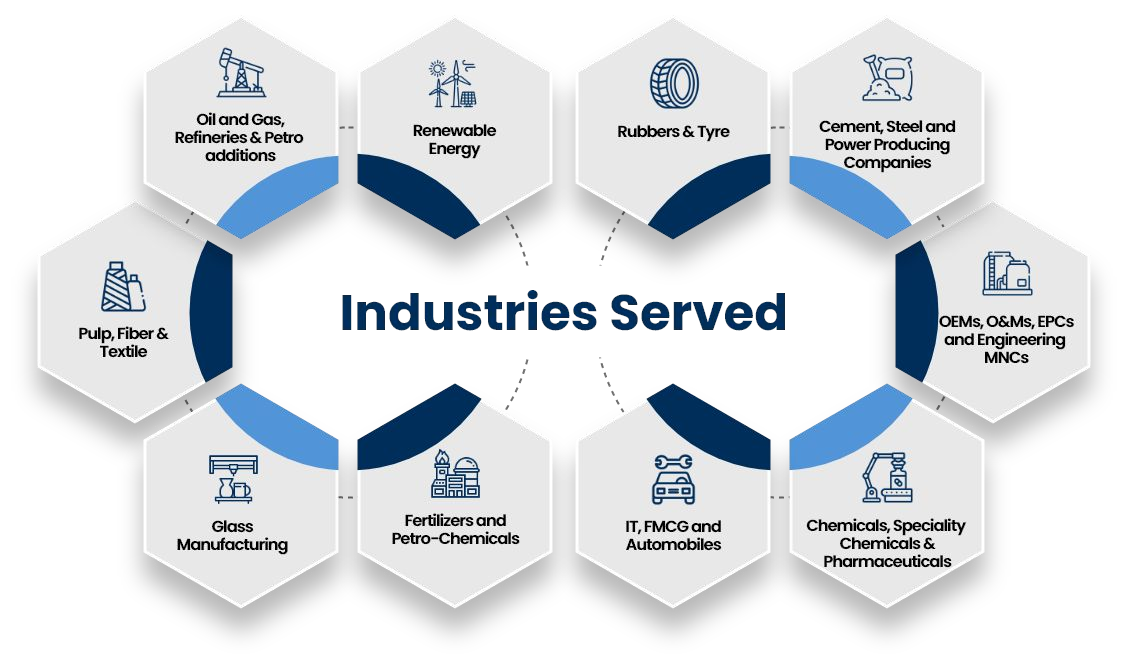 Oil and Gas,
Refineries & Petro
additions
Renewable
Energy
Rubbers & Tyre
Cement, Steel and
Power Producing
Companies
Pulp, Fiber &
Textile
Industries Served
OEMs, O&Ms, EPCs
and Engineering
MNCs
Glass
Manufacturing
Fertilizers and
Petro-Chemicals
IT, FMCG and
Automobiles
Chemicals, Speciality
Chemicals &
Pharmaceuticals